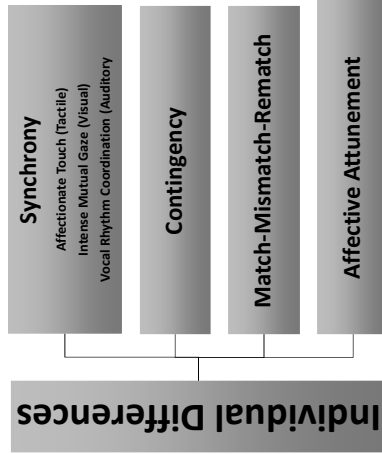 Individual Differences
Synchrony
Affectionate Touch (Tactile)
Intense Mutual Gaze (Visual)
Vocal Rhythm Coordination (Auditory
Contingency
Match-Mismatch-Rematch
Affective Attunement